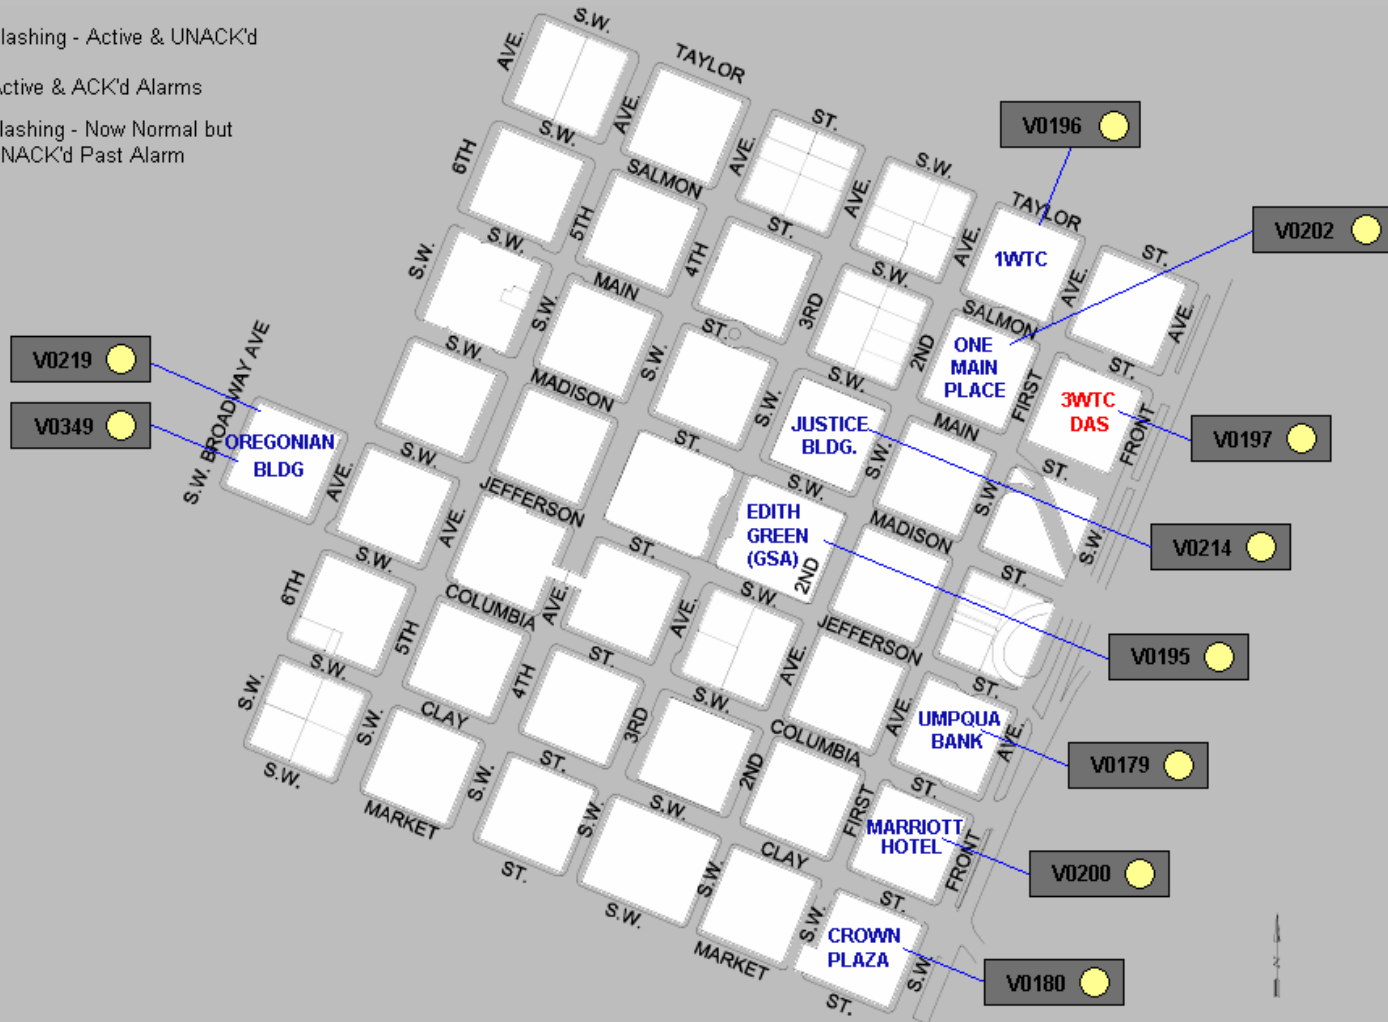 lashing - Active & UNACK'd
Active & ACK'd Alarms
lashing - Now Normal but
NACK'd Past Alarm
S.W. TAYLOR ST. S.W. TAYLOR ST.
S.W. SALMON ST. S.W. SALMON ST.
S.W. MAIN ST. S.W. MAIN ST.
S.W. MADISON ST. S.W. MADISON ST.
S.W. JEFFERSON ST. S.W. JEFFERSON ST.
S.W. COLUMBIA ST. S.W. COLUMBIA ST.
S.W. CLAY ST. S.W. CLAY ST.
S.W. MARKET ST. S.W. MARKET ST.
S.W. BROADWAY AVE
S.W. 6TH AVE.
S.W. 5TH AVE.
S.W. 4TH AVE.
S.W. 3RD AVE.
S.W. 2ND AVE.
S.W. FIRST AVE.
S.W. FRONT AVE.
S.W. 6TH AVE.
S.W. 5TH AVE.
S.W. 4TH AVE.
S.W. 3RD AVE.
S.W. 2ND AVE.
S.W. FIRST AVE.
S.W. FRONT AVE.
2ND
V0196
V0202
1WTC
ONE
MAIN
PLACE
3WTC
DAS
V0197
V0219
V0349
OREGONIAN
BLDG
JUSTICE
BLDG.
V0214
EDITH
GREEN
(GSA)
V0195
UMPQUA
BANK
V0179
MARRIOTT
HOTEL
V0200
CROWN
PLAZA
V0180
N